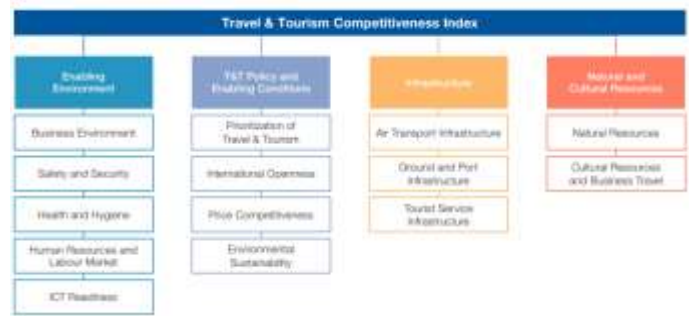 Travel & Tourism Competitiveness Index
Enabling
Environment
T&T Policy and
Enabling Conditions
Infrastructure
Natural and
Cultural Resources
Business Environment
Safety and Security
Health and Hygiene
Human Resources and
Labour Market
ICT Readiness
Prioritization of
Travel & Tourism
International Openness
Price Competitiveness
Environmental
Sustainability
Air Transport Infrastructure
Ground and Port
Infrastructure
Tourist Service
Infrastructure
Natural Resources
Cultural Resources
and Business Travel